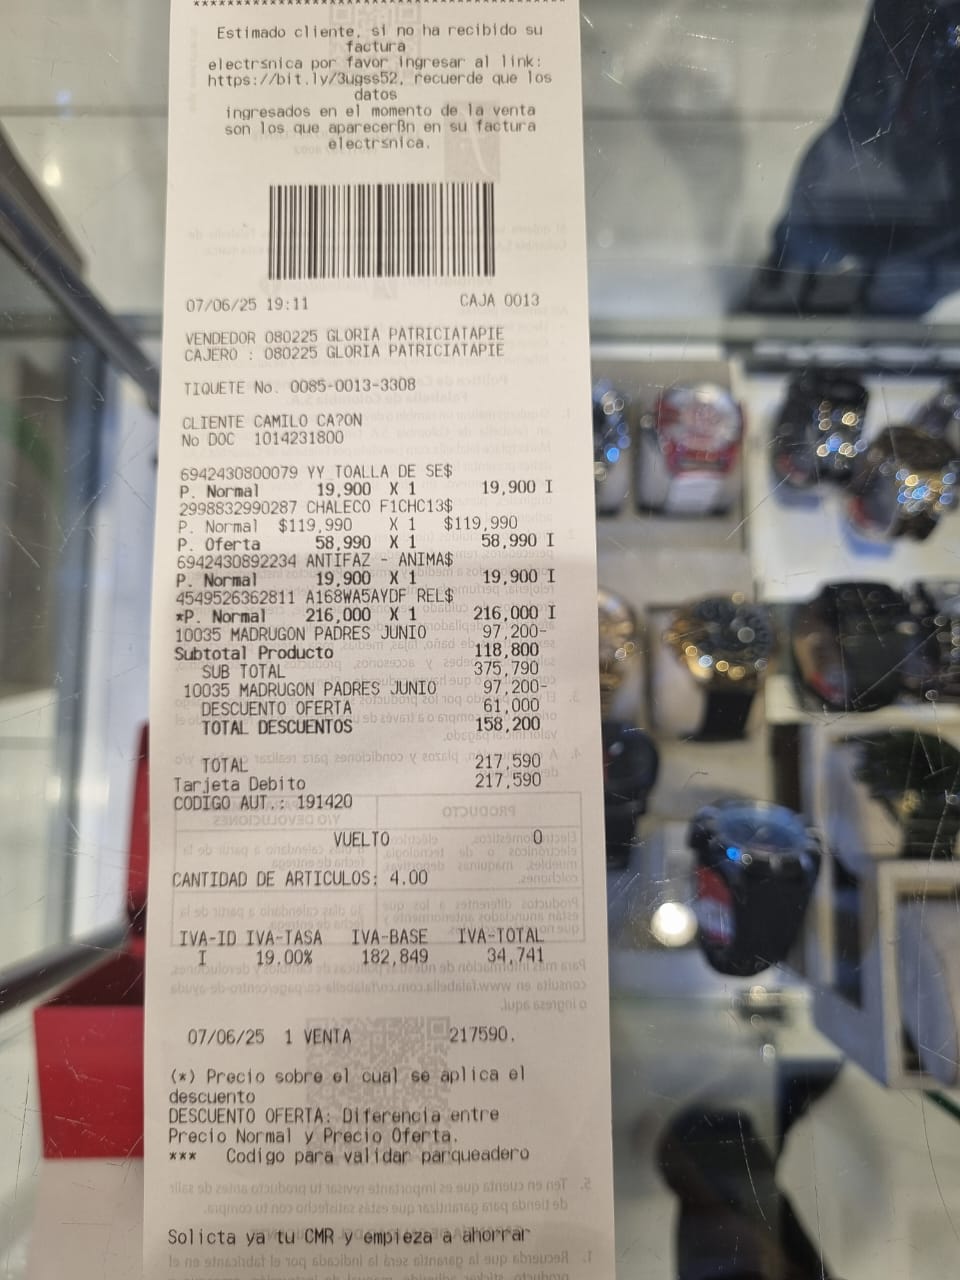 Estimado cliente, si no ha recibido su
factura
electrsnica por favor ingresar al link:
https://bit.ly/3ugss52, recuerde que los
datos
ingresados en el momento de la venta
son los que aparecerßn en su factura
electrsnica.
07/06/25 19:11 CAJA 0013
VENDEDOR 080225 GLORIA PATRICIATAPIE
CAJERO : 080225 GLORIA PATRICIATAPIE
TIQUETE No. 0085-0013-3308
CLIENTE CAMILO CA?ON
No DOC 1014231800
6942430800079 YY TOALLA DE SE$
P. Normal 19,900 X 1 19,900 I
2998832990287 CHALECO F1CHC13$
P. Normal $119,990 X 1 $119,990
P. Oferta 58,990 X 1 58,990 I
6942430892234 ANTIFAZ - ANIMA$
P. Normal 19,900 X 1 19,900 I
4549526362811 A168WA5AYDF REL$
*P. Normal 216,000 X 1 216,000 I
10035 MADRUGON PADRES JUNIO 97,200-
Subtotal Producto 118,800
SUB TOTAL 375,790
10035 MADRUGON PADRES JUNIO 97,200-
DESCUENTO OFERTA 61,000
TOTAL DESCUENTOS 158,200
TOTAL 217,590
Tarjeta Debito 217,590
CODIGO AUT.: 191420
VUELTO 0
CANTIDAD DE ARTICULOS: 4.00
IVA-ID IVA-TASA IVA-BASE IVA-TOTAL
I 19.00% 182,849 34,741
07/06/25 1 VENTA 217590.
(*) Precio sobre el cual se aplica el
descuento
DESCUENTO OFERTA: Diferencia entre
Precio Normal y Precio Oferta.
*** Codigo para validar parqueadero
Solicta ya tu CMR y empieza a ahorrar